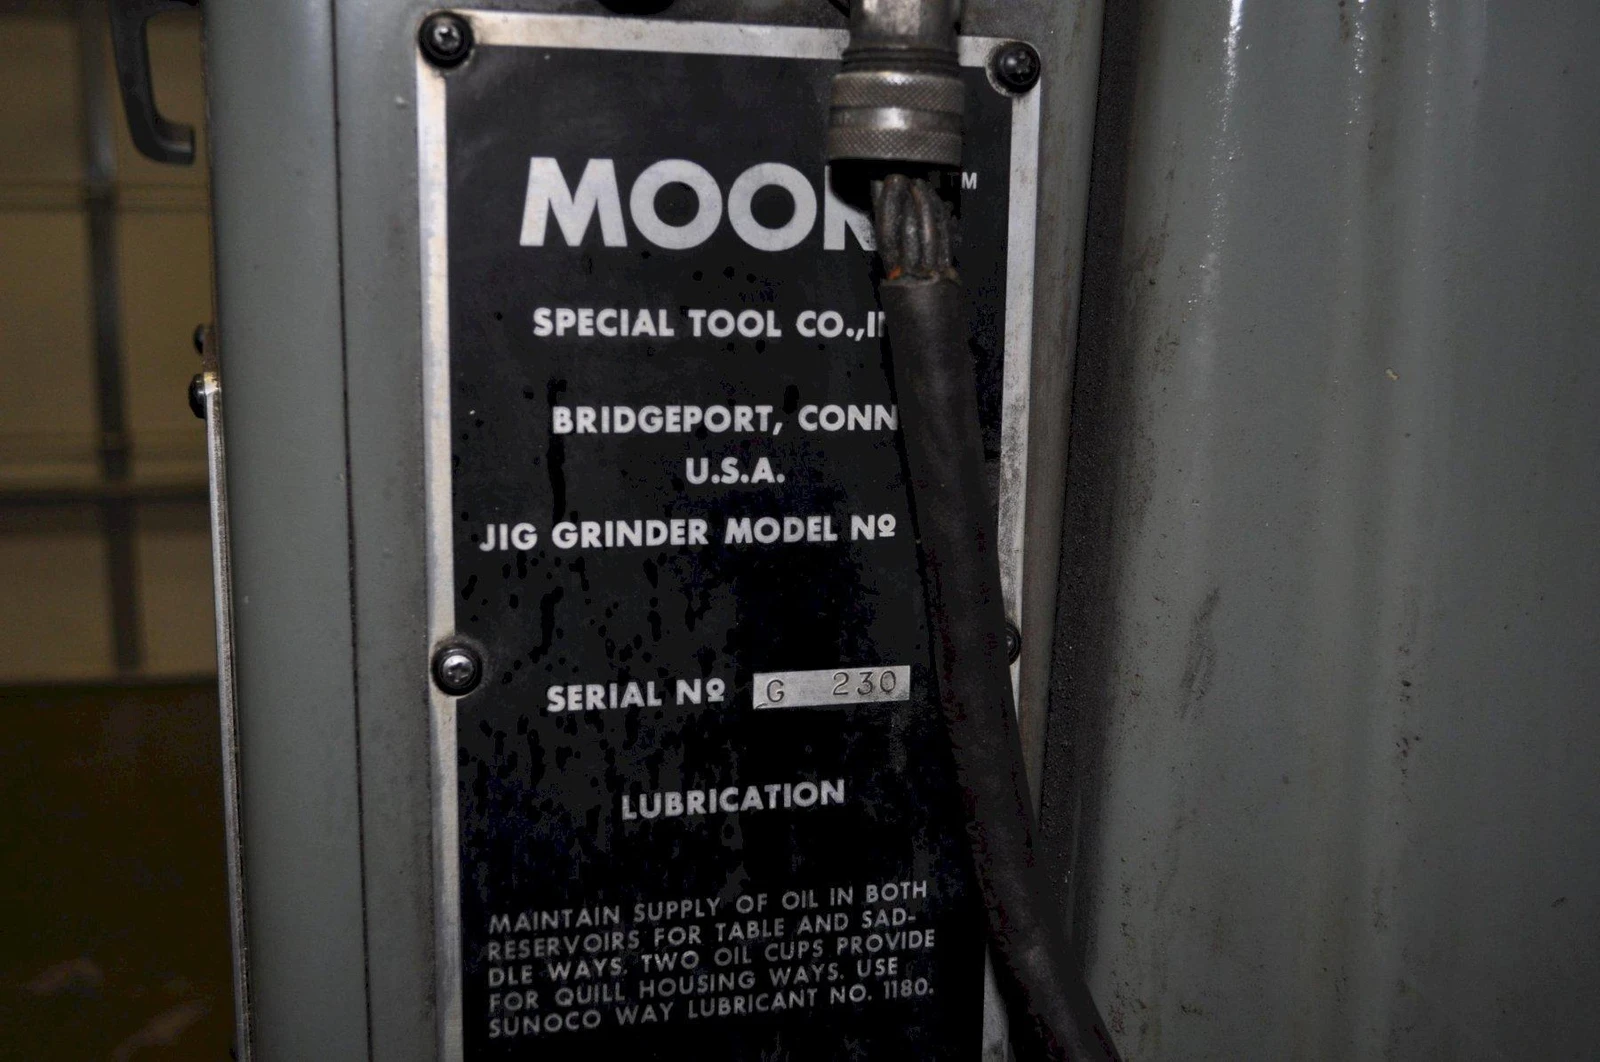 MOOR
TM
SPECIAL TOOL CO.,I
BRIDGEPORT, CONN
U.S.A.
JIG GRINDER MODEL Nº
SERIAL Nº G 230
LUBRICATION
MAINTAIN SUPPLY OF OIL IN BOTH
RESERVOIRS FOR TABLE AND SAD-
DLE WAYS. TWO OIL CUPS PROVIDE
FOR QUILL HOUSING WAYS. USE
SUNOCO WAY LUBRICANT NO. 1180.